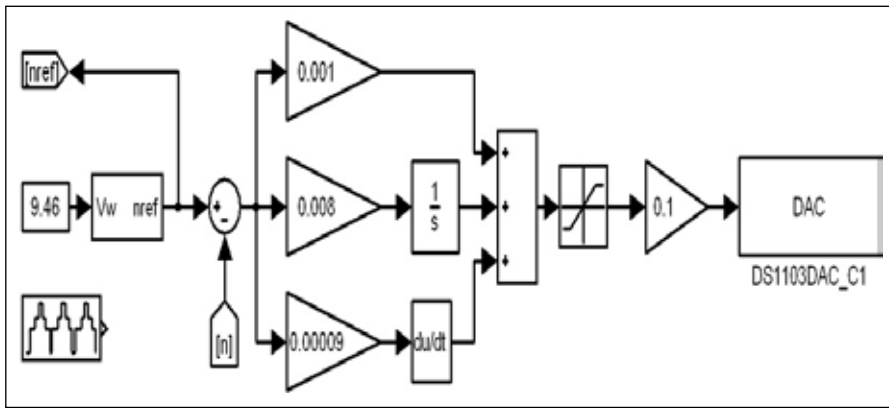 [nref]
0.001
+
9.46
Vw nref
+
-
0.008
1
s
+
0.1
DAC
DS1103DAC_C1
+
[n]
0.00009
du/dt